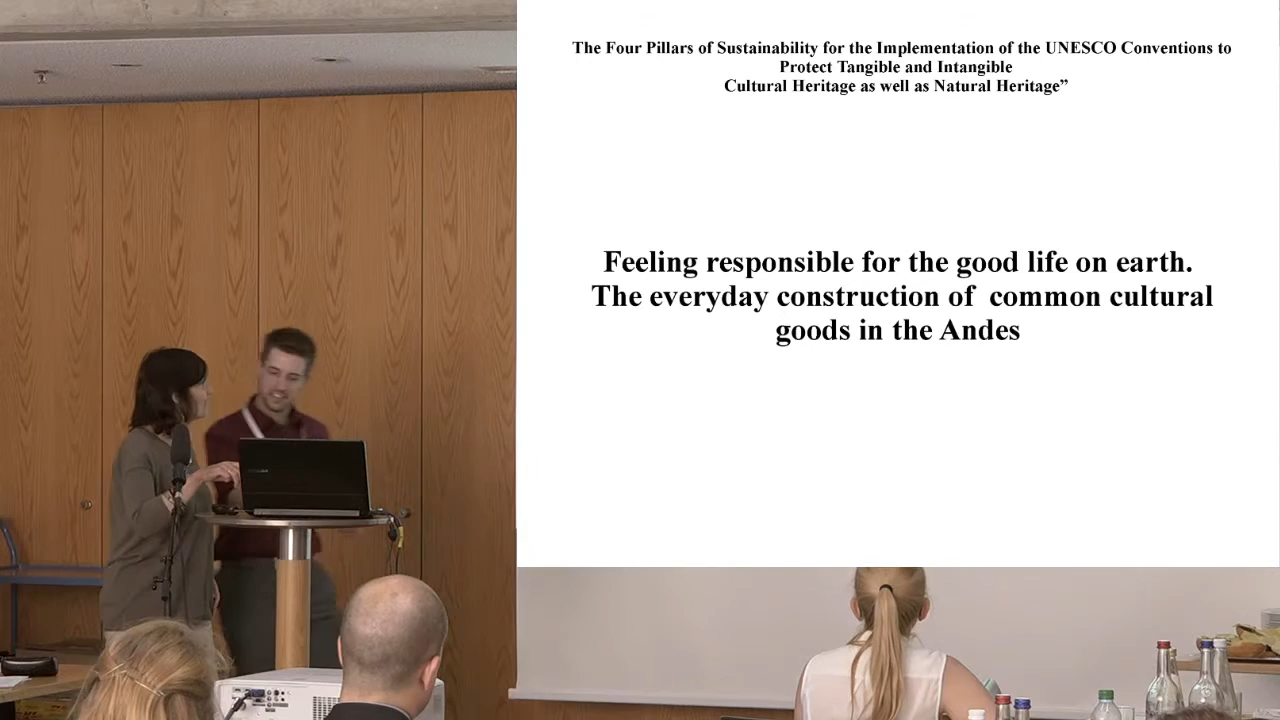 The Four Pillars of Sustainability for the Implementation of the UNESCO Conventions to
Protect Tangible and Intangible
Cultural Heritage as well as Natural Heritage”
Feeling responsible for the good life on earth.
The everyday construction of common cultural
goods in the Andes